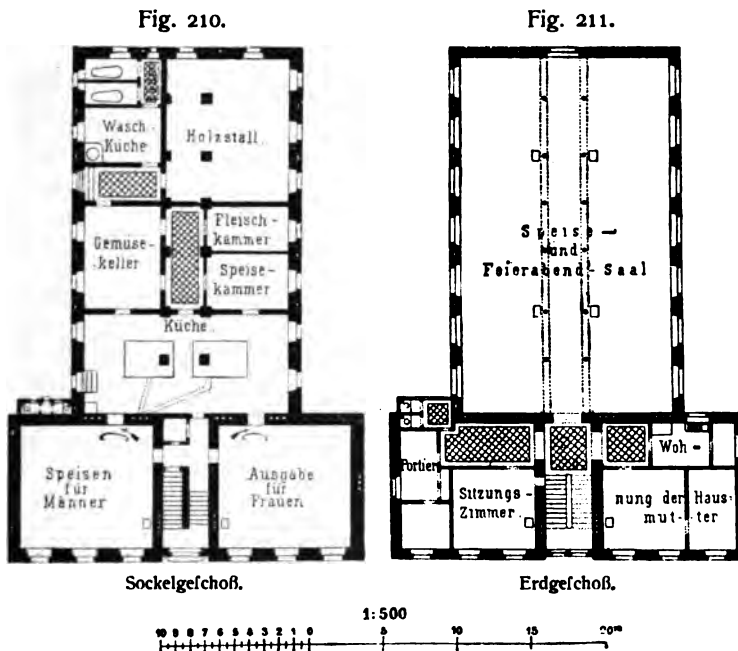 Fig. 210.
Waſch-
Küche
Holzſtall.
Gemüse-
keller
Fleiſch-
kammer
Speiſe-
kammer
Küche
Speiſen
für
Männer
Ausgabe
für
Frauen
Sockelgeſchoß.
Fig. 211.
Speiſe-
und
Feierabend-Saal
Portier
Sitzungs-
Zimmer
Woh-
nung der Haus-
mutter
Erdgeſchoß.
1:500
10 9 8 7 6 5 4 3 2 1 0 5 10 15 20m